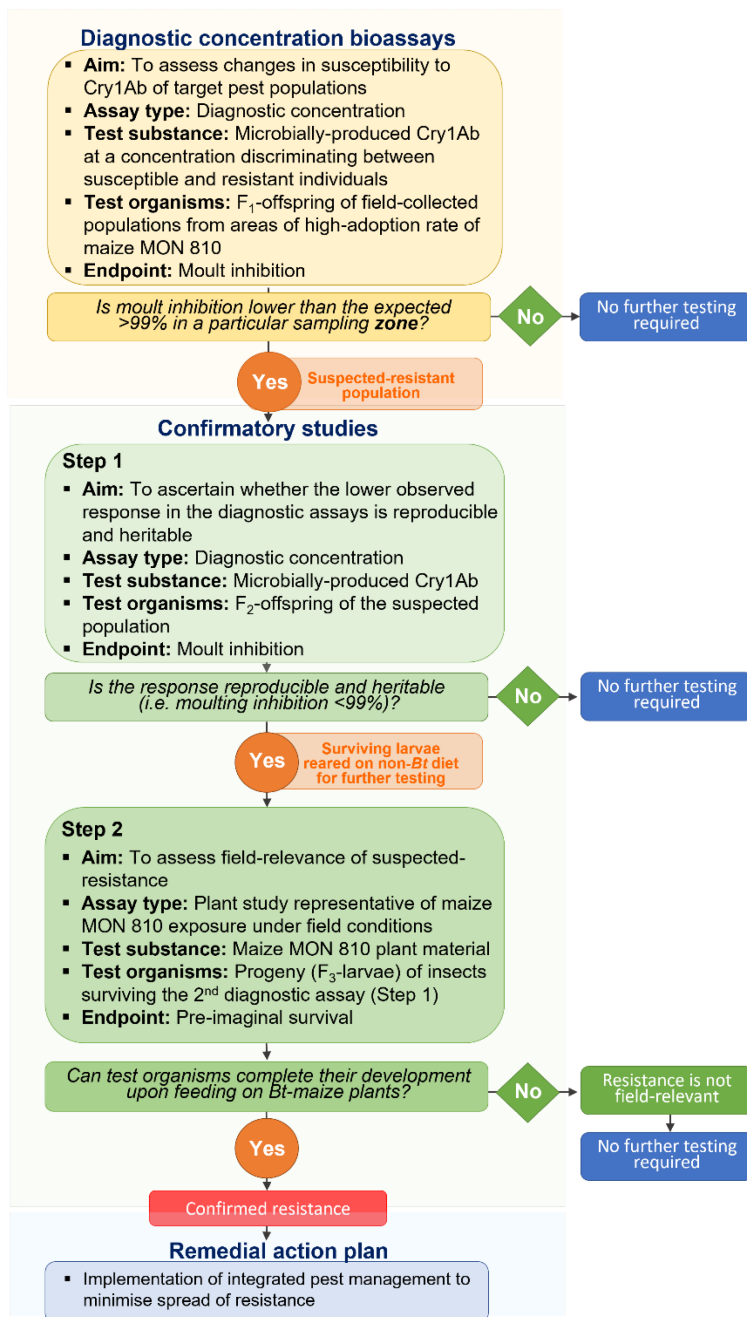 Diagnostic concentration bioassays
▪ Aim: To assess changes in susceptibility to
Cry1Ab of target pest populations
▪ Assay type: Diagnostic concentration
▪ Test substance: Microbially-produced Cry1Ab
at a concentration discriminating between
susceptible and resistant individuals
▪ Test organisms: F₁-offspring of field-collected
populations from areas of high-adoption rate of
maize MON 810
▪ Endpoint: Moult inhibition
Is moult inhibition lower than the expected
>99% in a particular sampling zone?
No
No further testing
required
Yes
Suspected-resistant
population
Confirmatory studies
Step 1
▪ Aim: To ascertain whether the lower observed
response in the diagnostic assays is reproducible
and heritable
▪ Assay type: Diagnostic concentration
▪ Test substance: Microbially-produced Cry1Ab
▪ Test organisms: F₂-offspring of the suspected
population
▪ Endpoint: Moult inhibition
Is the response reproducible and heritable
(i.e. moulting inhibition <99%)?
No
No further testing
required
Yes
Surviving larvae
reared on non-Bt diet
for further testing
Step 2
▪ Aim: To assess field-relevance of suspected-
resistance
▪ Assay type: Plant study representative of maize
MON 810 exposure under field conditions
▪ Test substance: Maize MON 810 plant material
▪ Test organisms: Progeny (F₃-larvae) of insects
surviving the 2ⁿᵈ diagnostic assay (Step 1)
▪ Endpoint: Pre-imaginal survival
Can test organisms complete their development
upon feeding on Bt-maize plants?
No
Resistance is not
field-relevant
No further testing
required
Yes
Confirmed resistance
Remedial action plan
▪ Implementation of integrated pest management to
minimise spread of resistance